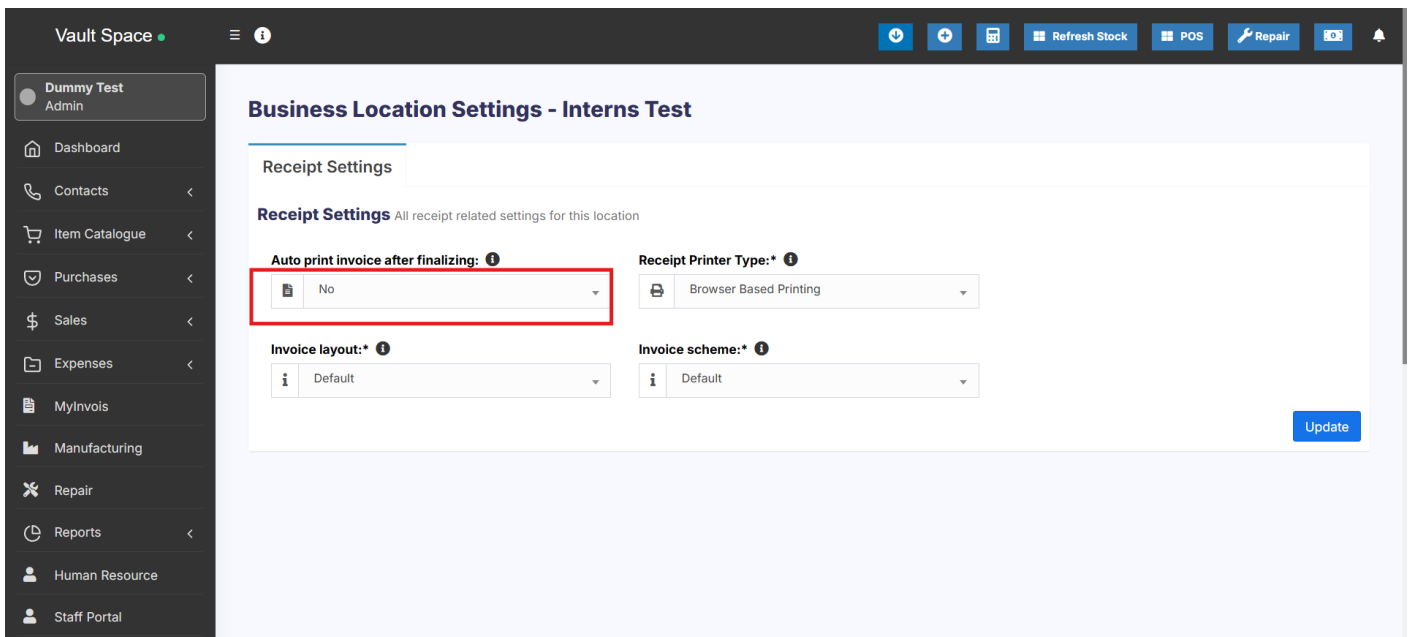 Vault Space
Refresh Stock
POS
Repair
Dummy Test
Admin
Dashboard
Contacts
Item Catalogue
Purchases
Sales
Expenses
MyInvois
Manufacturing
Repair
Reports
Human Resource
Staff Portal
Business Location Settings - Interns Test
Receipt Settings
Receipt Settings All receipt related settings for this location
Auto print invoice after finalizing:
No
Receipt Printer Type:*
Browser Based Printing
Invoice layout:*
Default
Invoice scheme:*
Default
Update